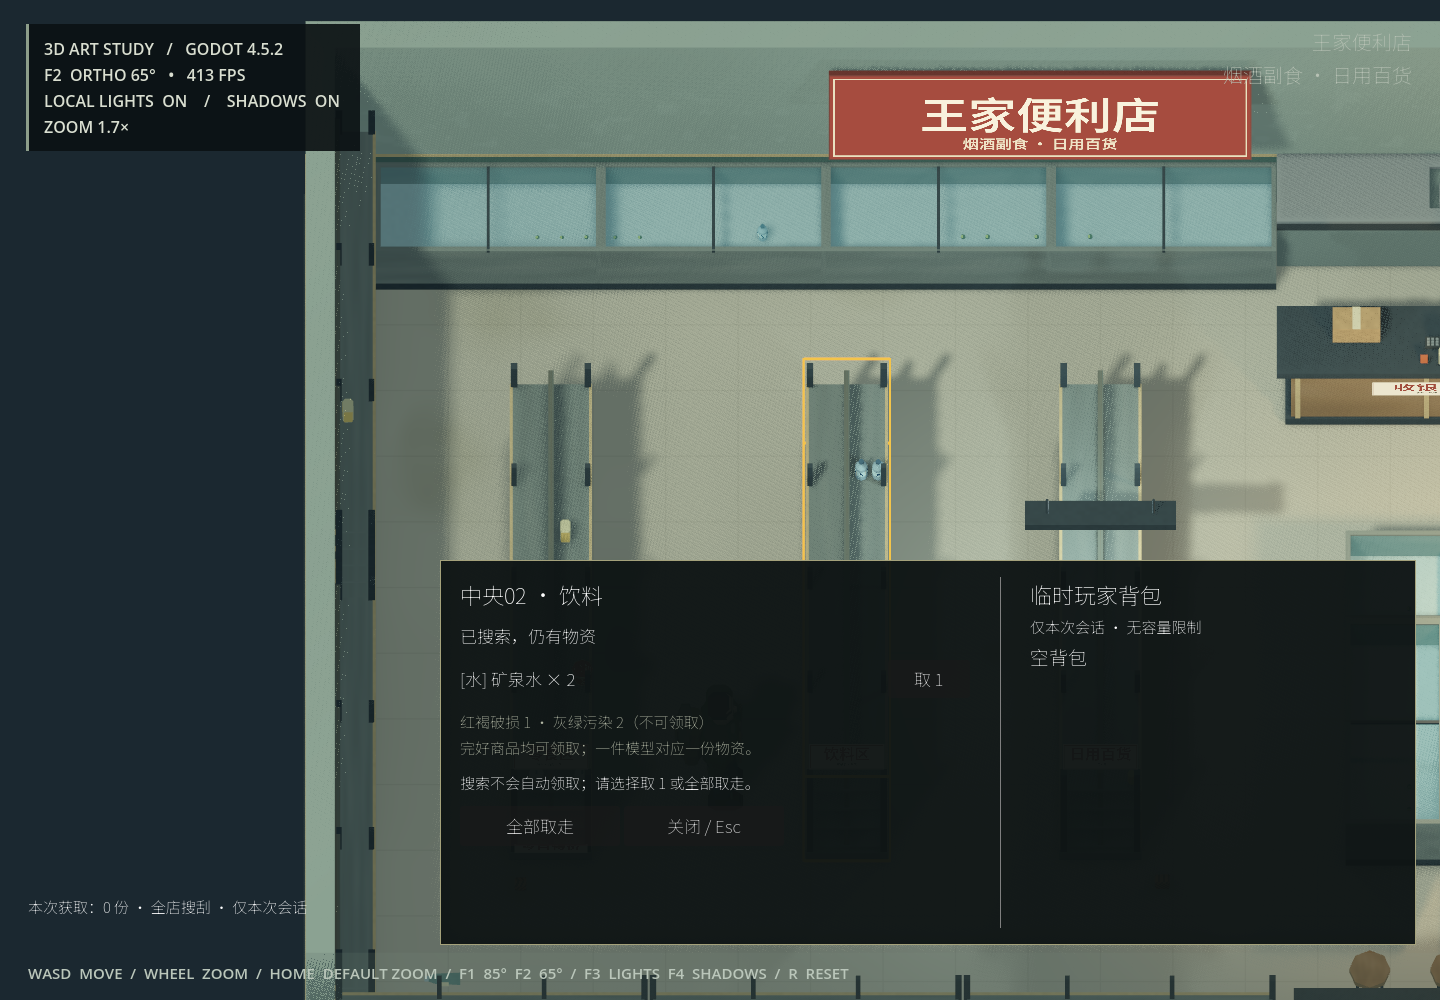 3D ART STUDY / GODOT 4.5.2
F2 ORTHO 65° • 413 FPS
LOCAL LIGHTS ON / SHADOWS ON
ZOOM 1.7×
王家便利店
烟酒副食 · 日用百货
王家便利店
烟酒副食 · 日用百货
收银
中央02 · 饮料
已搜索，仍有物资
[水] 矿泉水 × 2
取 1
红褐破损 1 · 灰绿污染 2（不可领取）
完好商品均可领取；一件模型对应一份物资。
搜索不会自动领取；请选择取 1 或全部取走。
全部取走
关闭 / Esc
临时玩家背包
仅本次会话 · 无容量限制
空背包
日用百货
本次获取：0 份 · 全店搜刮 · 仅本次会话
WASD MOVE / WHEEL ZOOM / HOME DEFAULT ZOOM / F1 85° F2 65° / F3 LIGHTS F4 SHADOWS / R RESET